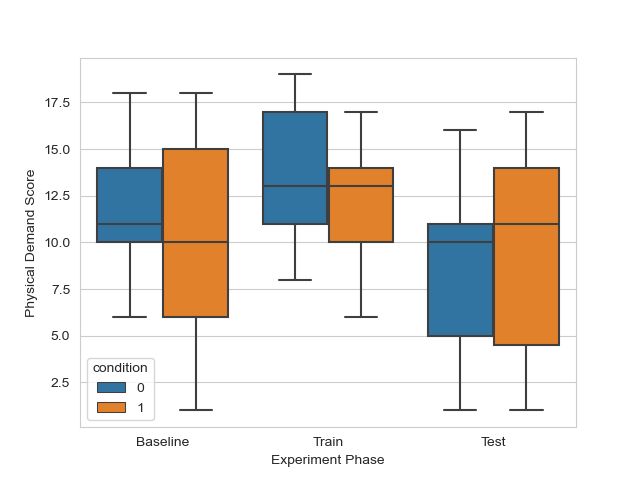 Physical Demand Score
17.5
15.0
12.5
10.0
7.5
5.0
2.5
condition
0
1
Baseline
Train
Test
Experiment Phase